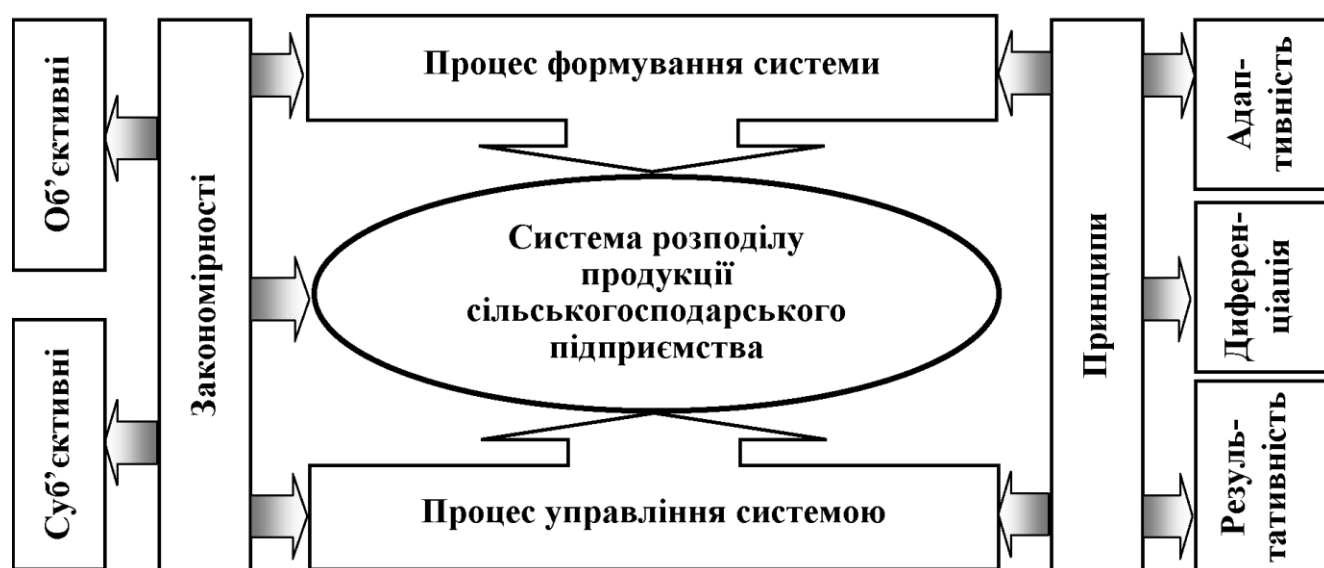 Об’єктивні
Суб’єктивні
Закономірності
Процес формування системи
Система розподілу
продукції
сільськогосподарського
підприємства
Процес управління системою
Принципи
Адап-
тивність
Диферен-
ціація
Резуль-
тативність